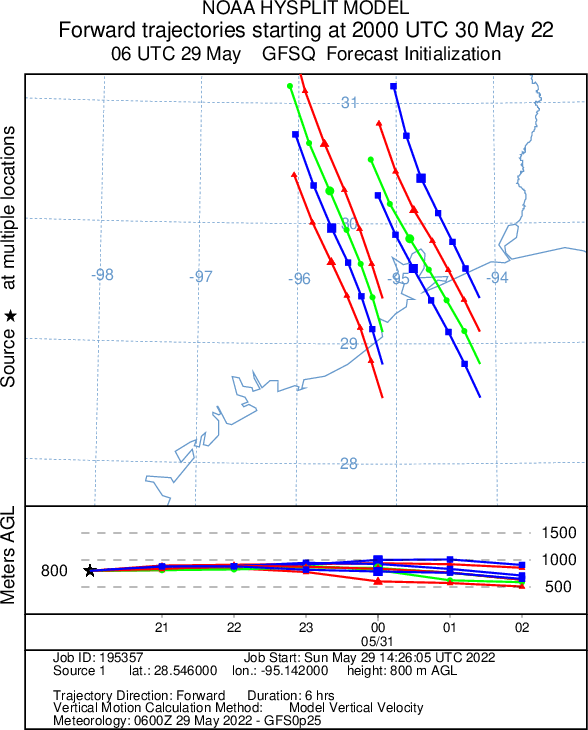 NOAA HYSPLIT MODEL
Forward trajectories starting at 2000 UTC 30 May 22
06 UTC 29 May GFSQ Forecast Initialization
Source ★ at multiple locations
31
30
-98 -97 -96 -95 -94
29
28
Meters AGL
1500
1000
800
500
21 22 23 00 01 02
05/31
Job ID: 195357 Job Start: Sun May 29 14:26:05 UTC 2022
Source 1 lat.: 28.546000 lon.: -95.142000 height: 800 m AGL
Trajectory Direction: Forward Duration: 6 hrs
Vertical Motion Calculation Method: Model Vertical Velocity
Meteorology: 0600Z 29 May 2022 - GFS0p25